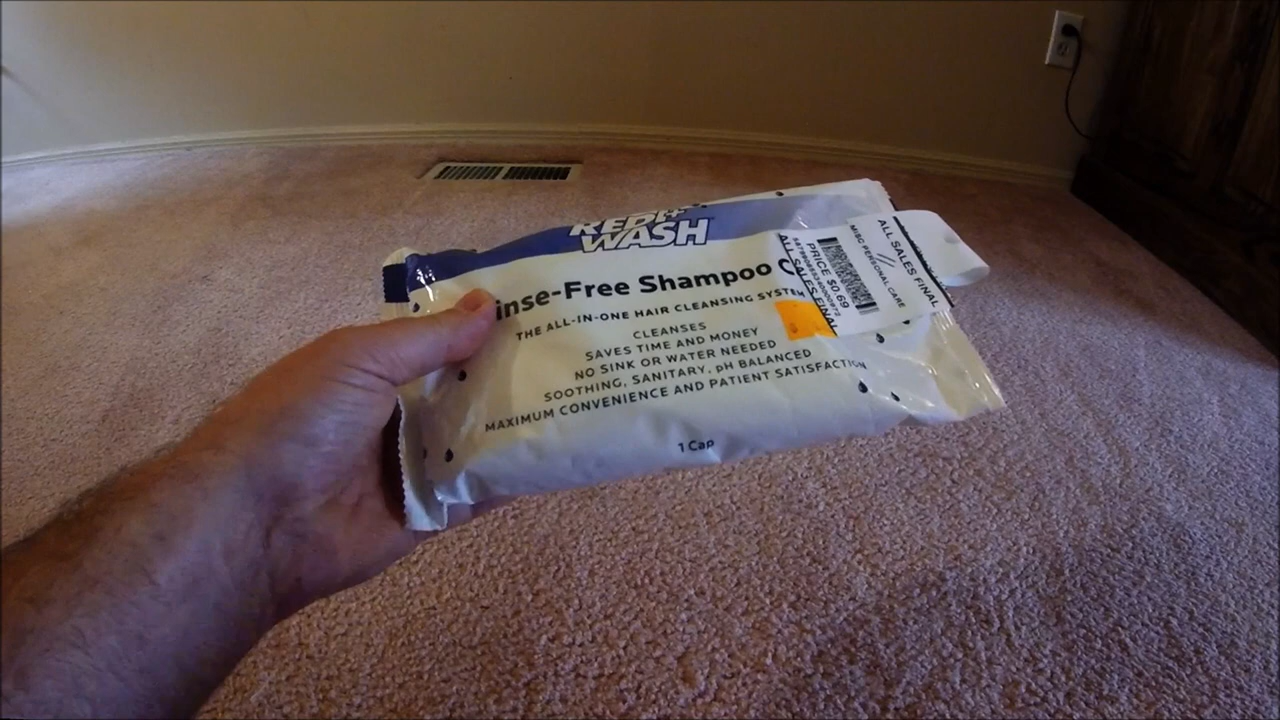 REDI+
WASH
inse-Free Shampoo C
THE ALL-IN-ONE HAIR CLEANSING SYSTEM
CLEANSES
SAVES TIME AND MONEY
NO SINK OR WATER NEEDED
SOOTHING, SANITARY, pH BALANCED
MAXIMUM CONVENIENCE AND PATIENT SATISFACTION
1 Cap
ALL SALES FINAL
MISC PERSONAL CARE
//
PRICE $0.69
ALL SALES FINAL